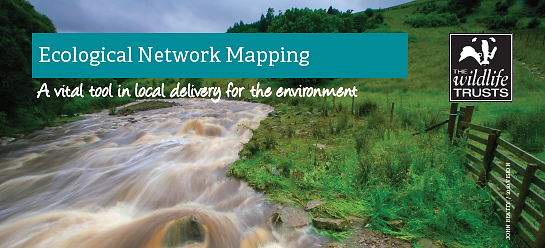 Ecological Network Mapping
A vital tool in local delivery for the environment
THE
wildlife
TRUSTS